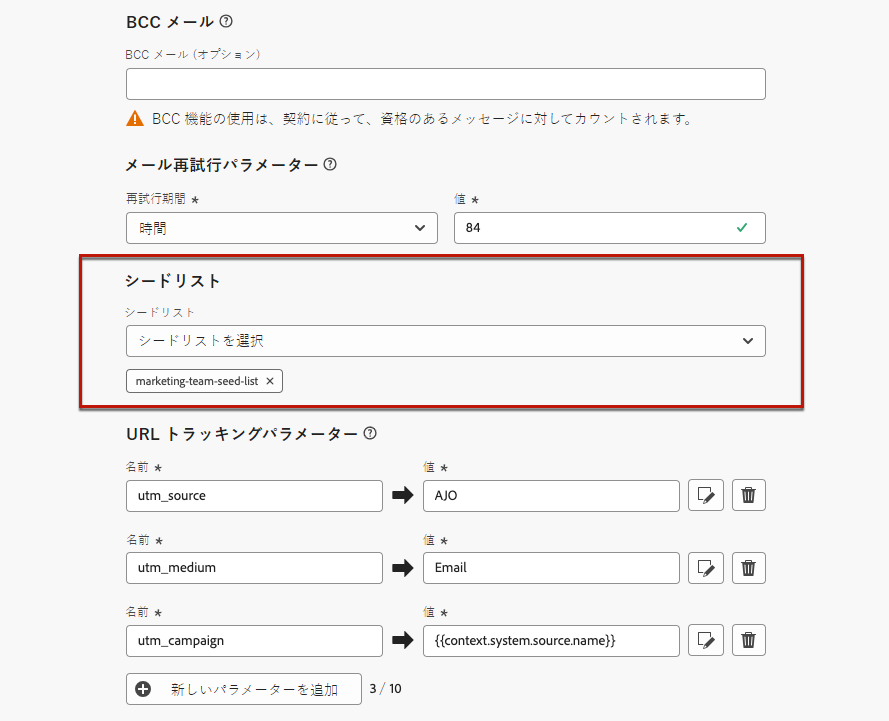 BCC メール
BCC メール (オプション)
BCC 機能の使用は、契約に従って、資格のあるメッセージに対してカウントされます。
メール再試行パラメーター
再試行期間 * 値 *
時間 84
シードリスト
シードリスト
シードリストを選択
marketing-team-seed-list ×
URL トラッキングパラメーター
名前 * 値 *
utm_source AJO
名前 * 値 *
utm_medium Email
名前 * 値 *
utm_campaign {{context.system.source.name}}
新しいパラメーターを追加 3 / 10